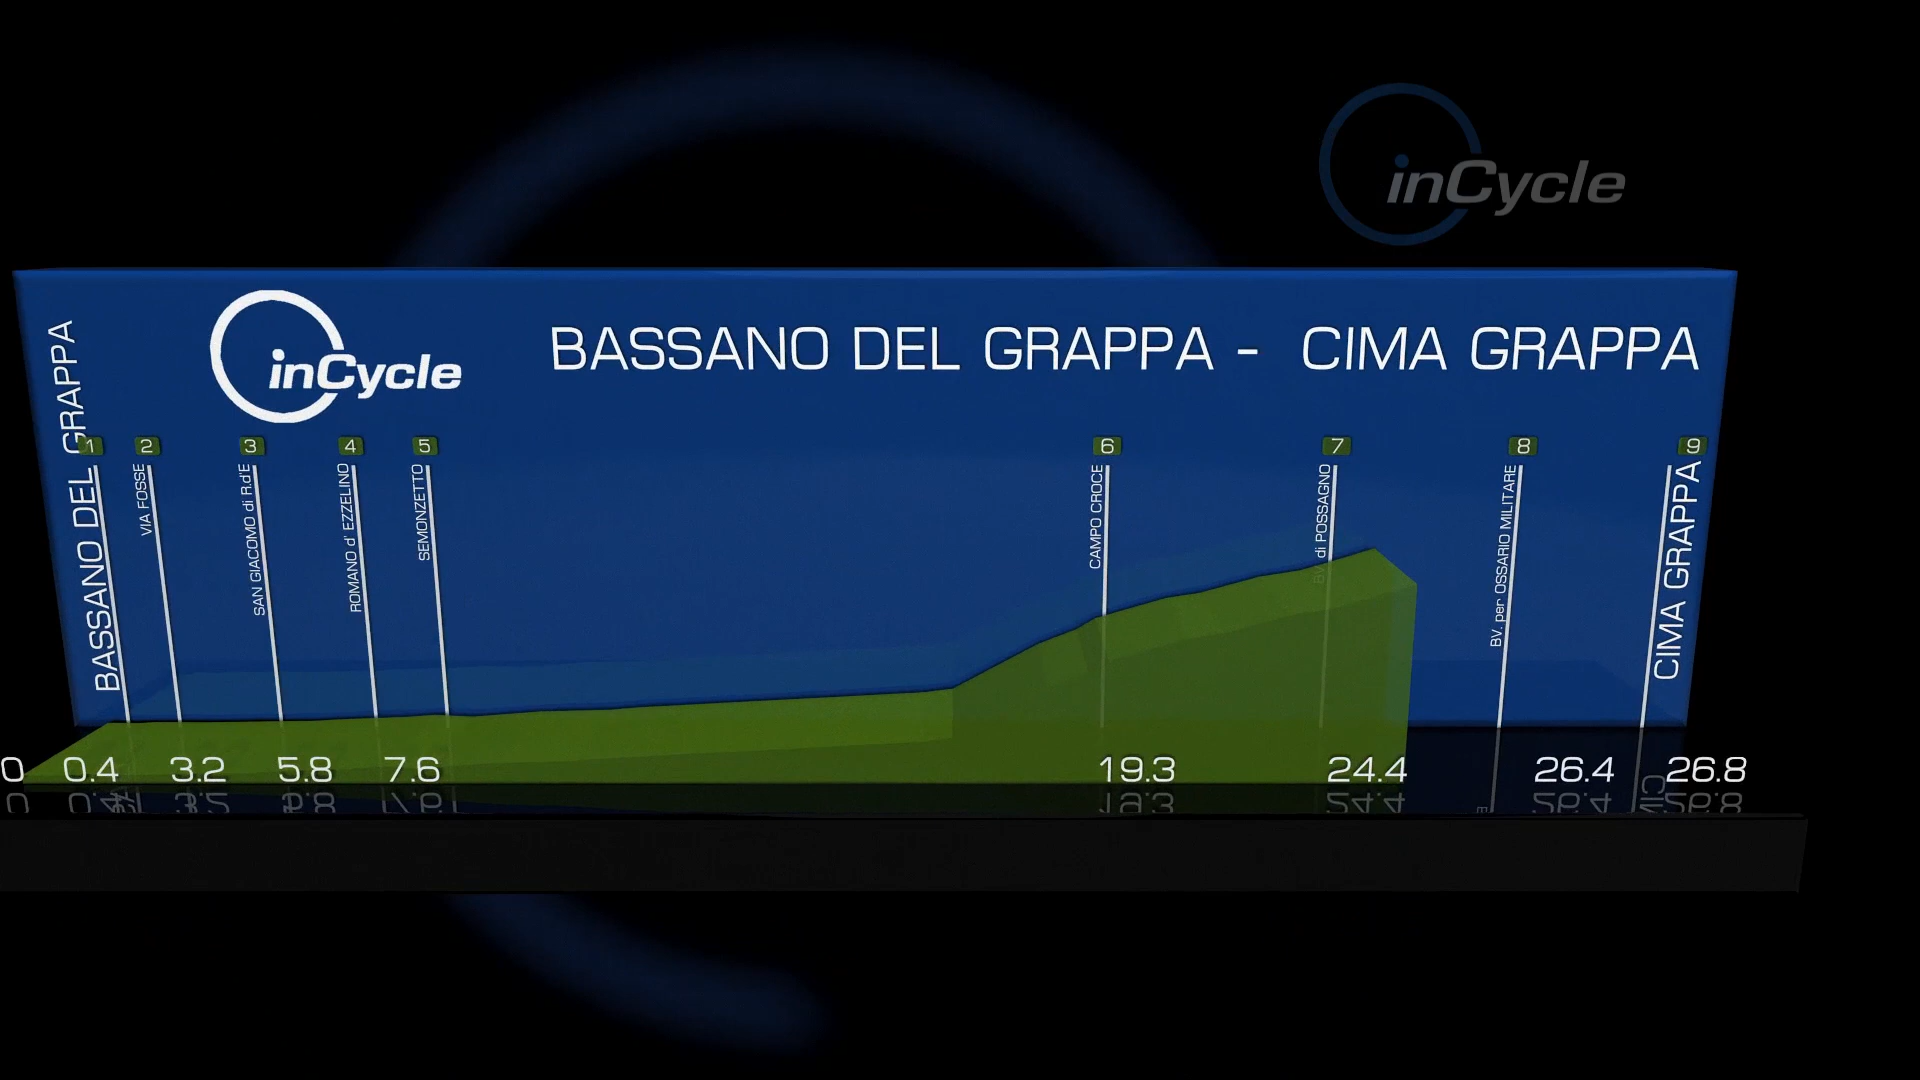 inCycle
inCycle
BASSANO DEL GRAPPA - CIMA GRAPPA
BASSANO DEL GRAPPA
1
2
3
4
5
6
7
8
9
VIA FOSSE
SAN GIACOMO di R.d'E
ROMANO d' EZZELINO
SEMONZETTO
CAMPO CROCE
BV. di POSSAGNO
BV. per OSSARIO MILITARE
CIMA GRAPPA
0 0.4 3.2 5.8 7.6 19.3 24.4 26.4 26.8